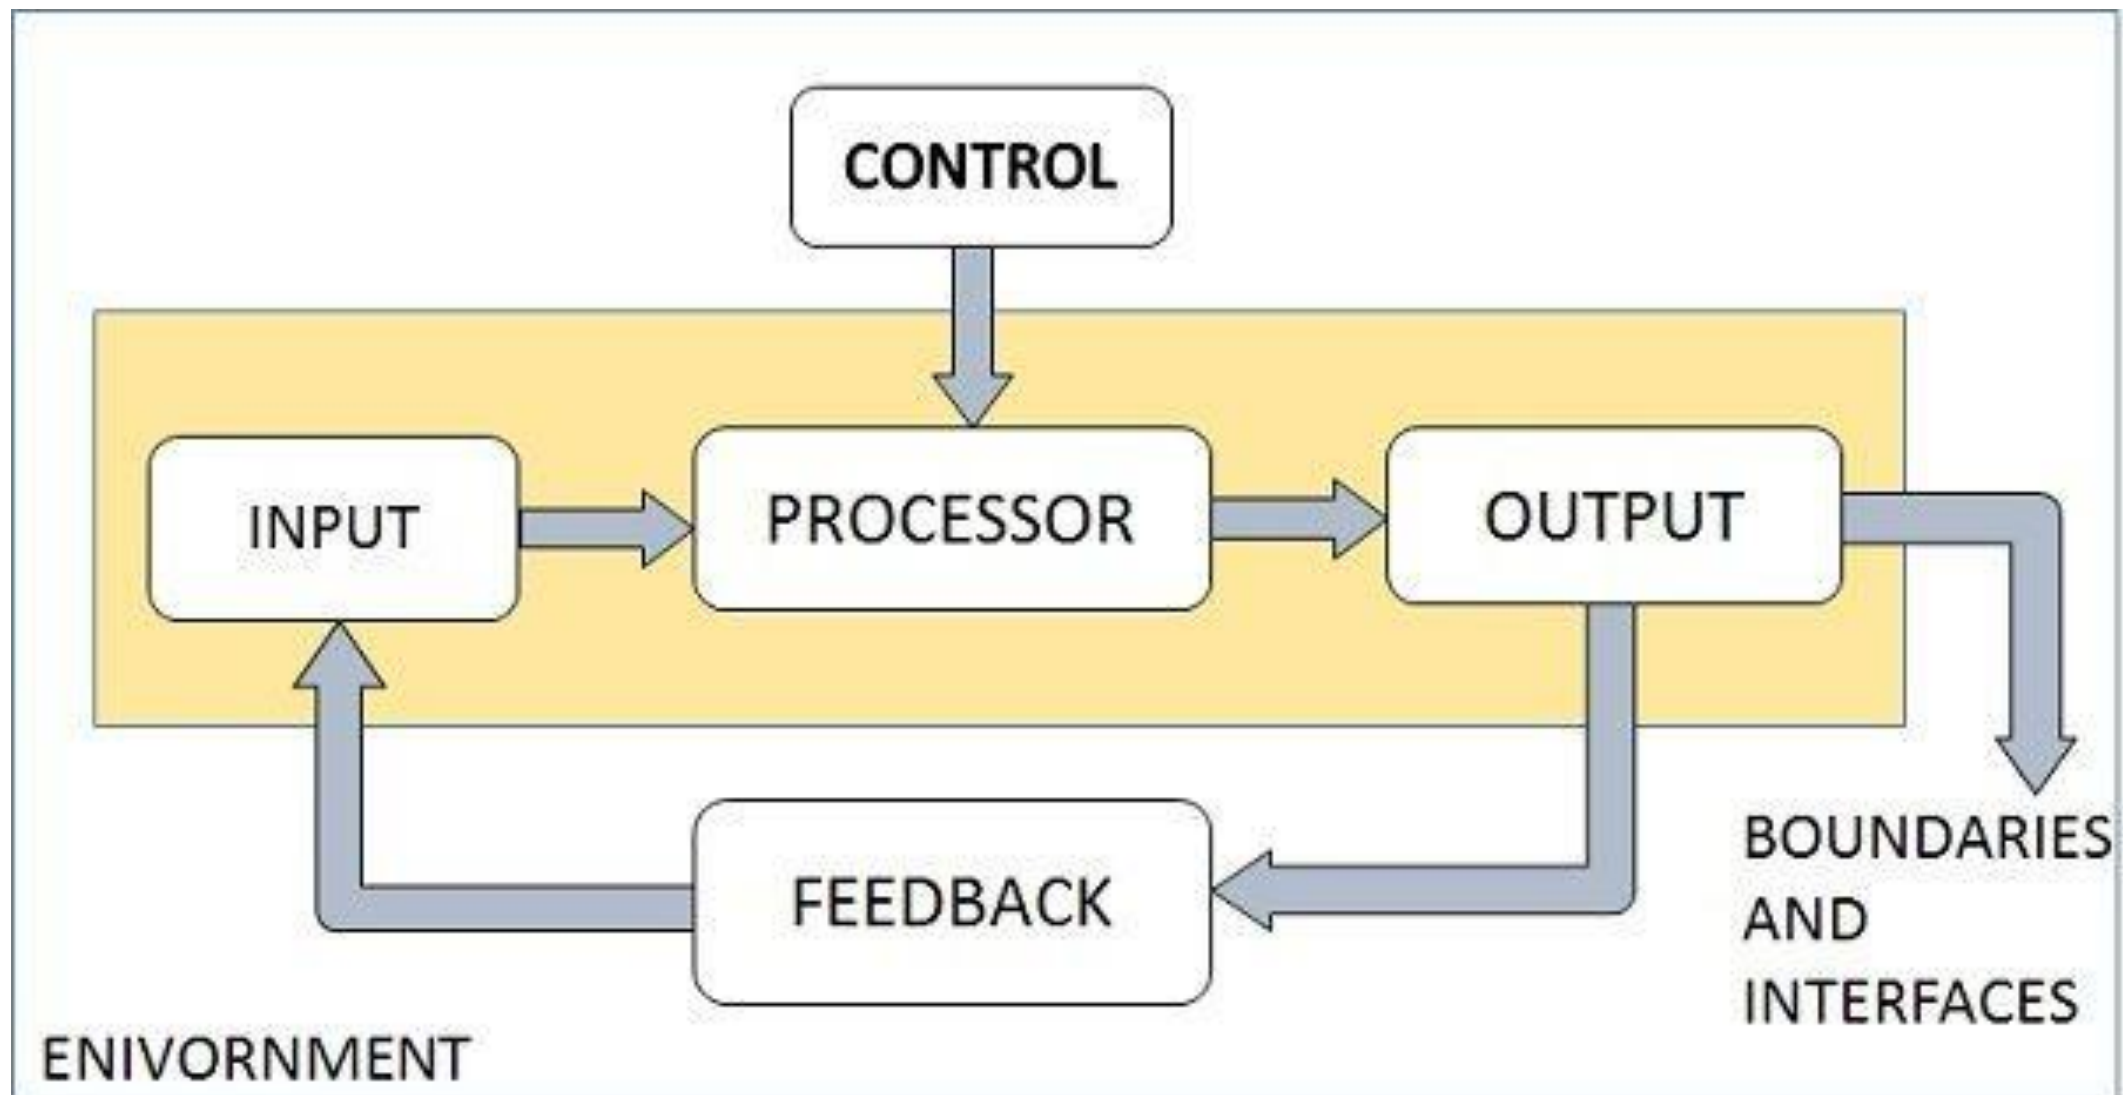 CONTROL
INPUT
PROCESSOR
OUTPUT
FEEDBACK
BOUNDARIES
AND
INTERFACES
ENIVORNMENT